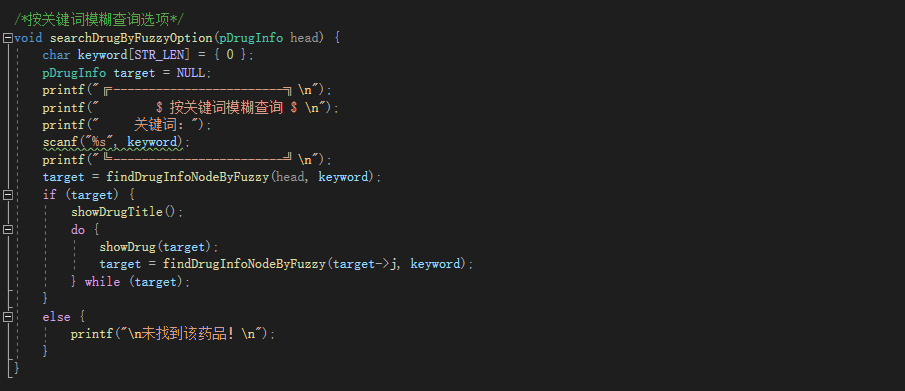 /*按关键词模糊查询选项*/
void searchDrugByFuzzyOption(pDrugInfo head) {
    char keyword[STR_LEN] = { 0 };
    pDrugInfo target = NULL;
    printf("╔------------------------╗\n");
    printf("        $ 按关键词摸糊查询 $ \n");
    printf("     关键词：");
    scanf("%s", keyword);
    printf("╚------------------------╝\n");
    target = findDrugInfoNodeByFuzzy(head, keyword);
    if (target) {
        showDrugTitle();
        do {
            showDrug(target);
            target = findDrugInfoNodeByFuzzy(target->j, keyword);
        } while (target);
    }
    else {
        printf("\n未找到该药品！\n");
    }
}